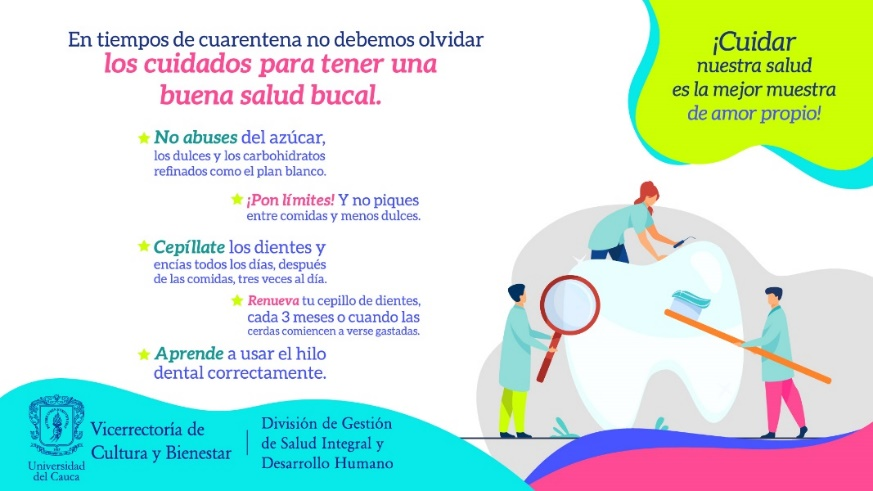 En tiempos de cuarentena no debemos olvidar
los cuidados para tener una
buena salud bucal.
No abuses del azúcar,
los dulces y los carbohidratos
refinados como el plan blanco.
¡Pon límites! Y no piques
entre comidas y menos dulces.
Cepíllate los dientes y
encías todos los días, después
de las comidas, tres veces al día.
Renueva tu cepillo de dientes,
cada 3 meses o cuando las
cerdas comiencen a verse gastadas.
Aprende a usar el hilo
dental correctamente.
¡Cuidar
nuestra salud
es la mejor muestra
de amor propio!
Universidad
del Cauca
Vicerrectoría de
Cultura y Bienestar
División de Gestión
de Salud Integral y
Desarrollo Humano